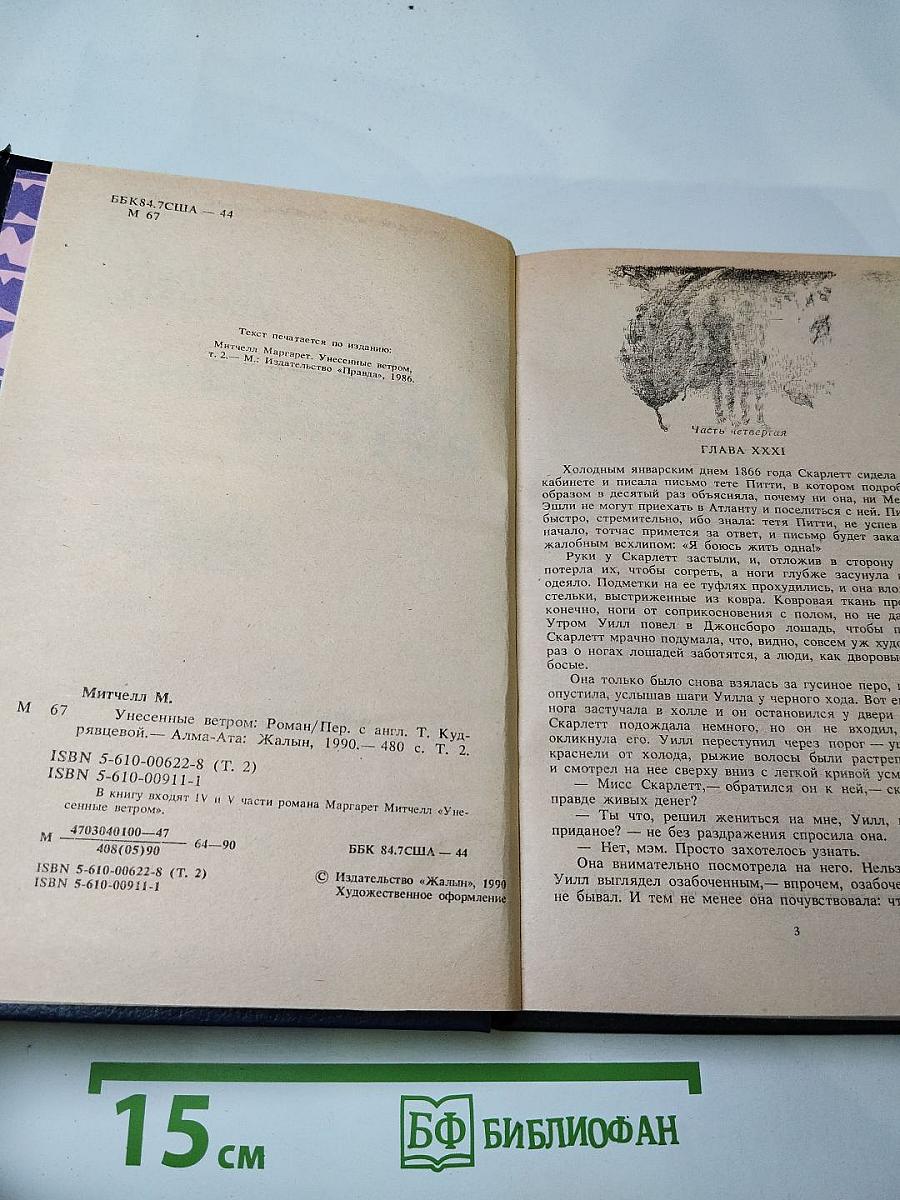 ББК84.7США — 44
М 67
Текст печатается по изданию:
Митчелл Маргарет. Унесенные ветром,
т. 2.— М.: Издательство «Правда», 1986.
Митчелл М.
М 67 Унесенные ветром: Роман/Пер. с англ. Т. Куд-
рявцевой.— Алма-Ата: Жалын, 1990.— 480 с. Т. 2.
ISBN 5-610-00622-8 (Т. 2)
ISBN 5-610-00911-1
В книгу входят IV и V части романа Маргарет Митчелл «Уне-
сенные ветром».
М 4703040100—47
408(05)90
64—90
ББК 84.7США — 44
ISBN 5-610-00622-8 (Т. 2)
ISBN 5-610-00911-1
© Издательство «Жалын», 1990
Художественное оформление
Часть четвертая
ГЛАВА XXXI
Холодным январским днем 1866 года Скарлетт сидела
кабинете и писала письмо тете Питти, в котором подроб
образом в десятый раз объясняла, почему ни она, ни Ме
Эшли не могут приехать в Атланту и поселиться с ней. Пи
быстро, стремительно, ибо знала: тетя Питти, не успев
начало, тотчас примется за ответ, и письмо будет зака
жалобным всхлипом: «Я боюсь жить одна!»
Руки у Скарлетт застыли, и, отложив в сторону
потерла их, чтобы согреть, а ноги глубже засунула
одеяло. Подметки на ее туфлях прохудились, и она вло
стельки, выстриженные из ковра. Ковровая ткань пре
конечно, ноги от соприкосновения с полом, но не да
Утром Уилл повел в Джонсборо лошадь, чтобы п
Скарлетт мрачно подумала, что, видно, совсем уж худо
раз о ногах лошадей заботятся, а люди, как дворовые
босые.
Она только было снова взялась за гусиное перо,
опустила, услышав шаги Уилла у черного хода. Вот е
нога застучала в холле и он остановился у двери
Скарлетт подождала немного, но он не входил,
окликнула его. Уилл переступил через порог — у
краснели от холода, рыжие волосы были растреп
и смотрел на нее сверху вниз с легкой кривой усм
— Мисс Скарлетт,— обратился он к ней,— ск
правде живых денег?
— Ты что, решил жениться на мне, Уилл,
приданое? — не без раздражения спросила она.
— Нет, мэм. Просто захотелось узнать.
Она внимательно посмотрела на него. Нельз
Уилл выглядел озабоченным,— впрочем, озабоче
не бывал. И тем не менее она почувствовала: чт
3
15 см
БФ БИБЛИОФАН